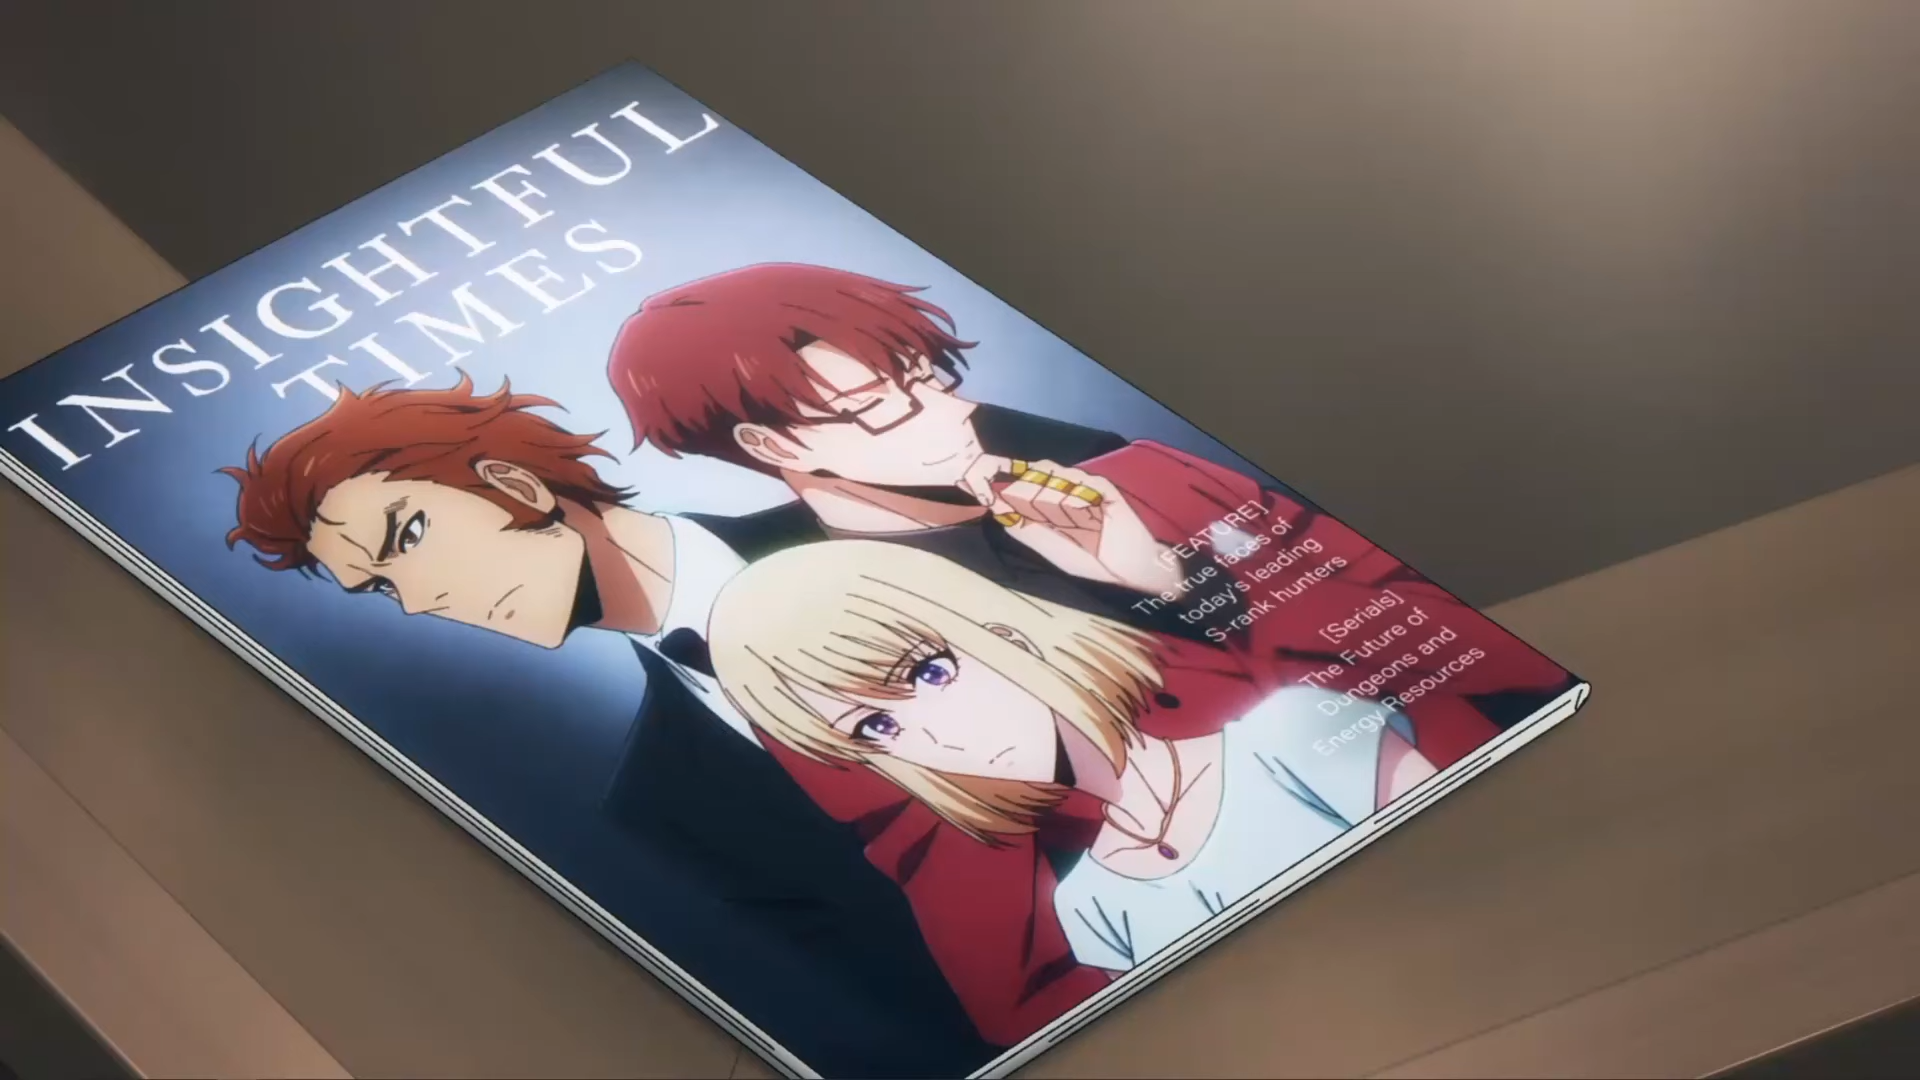 INSIGHTFUL
TIMES
[FEATURE]
The true faces of
today's leading
S-rank hunters
[Serials]
The Future of
Dungeons and
Energy Resources